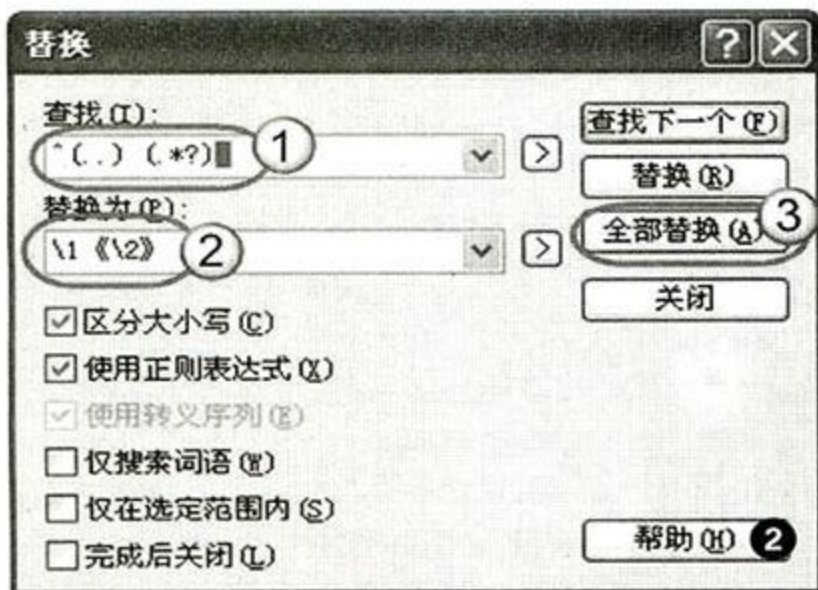 替换
查找(I):
^(..) (.*?)
1
替换为(P):
\1 《\2》
2
区分大小写(C)
使用正则表达式(X)
使用转义序列(E)
仅搜索词语(W)
仅在选定范围内(S)
完成后关闭(L)
查找下一个(F)
替换(R)
全部替换(A)
3
关闭
帮助(H)
2